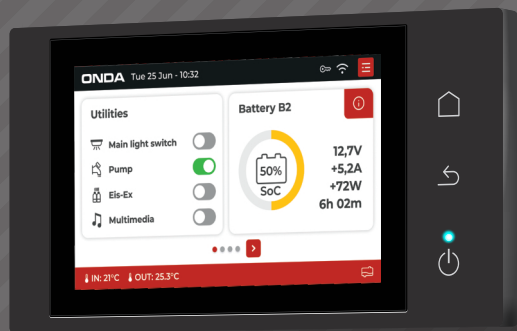 ONDA Tue 25 Jun - 10:32
Utilities
Main light switch
Pump
Eis-Ex
Multimedia
Battery B2
50%
SoC
12,7V
+5,2A
+72W
6h 02m
IN: 21°C OUT: 25.3°C